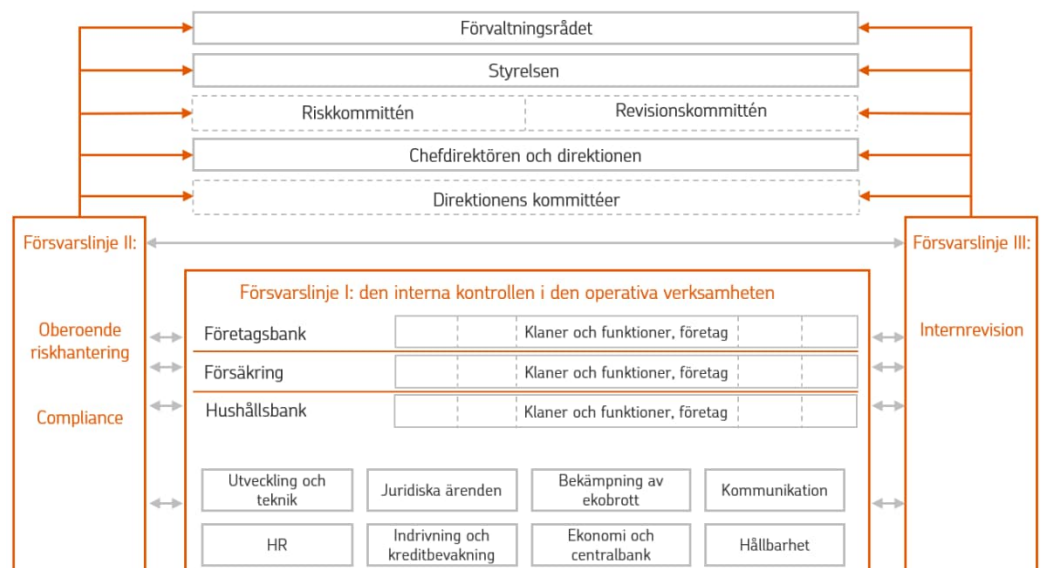 Förvaltningsrådet
Styrelsen
Riskkommittén
Revisionskommittén
Chefdirektören och direktionen
Direktionens kommittéer
Försvarslinje II:
Oberoende
riskhantering
Compliance
Försvarslinje I: den interna kontrollen i den operativa verksamheten
Företagsbank
Klaner och funktioner, företag
Försäkring
Klaner och funktioner, företag
Hushållsbank
Klaner och funktioner, företag
Utveckling och
teknik
Juridiska ärenden
Bekämpning av
ekobrott
Kommunikation
HR
Indrivning och
kreditbevakning
Ekonomi och
centralbank
Hållbarhet
Försvarslinje III:
Internrevision